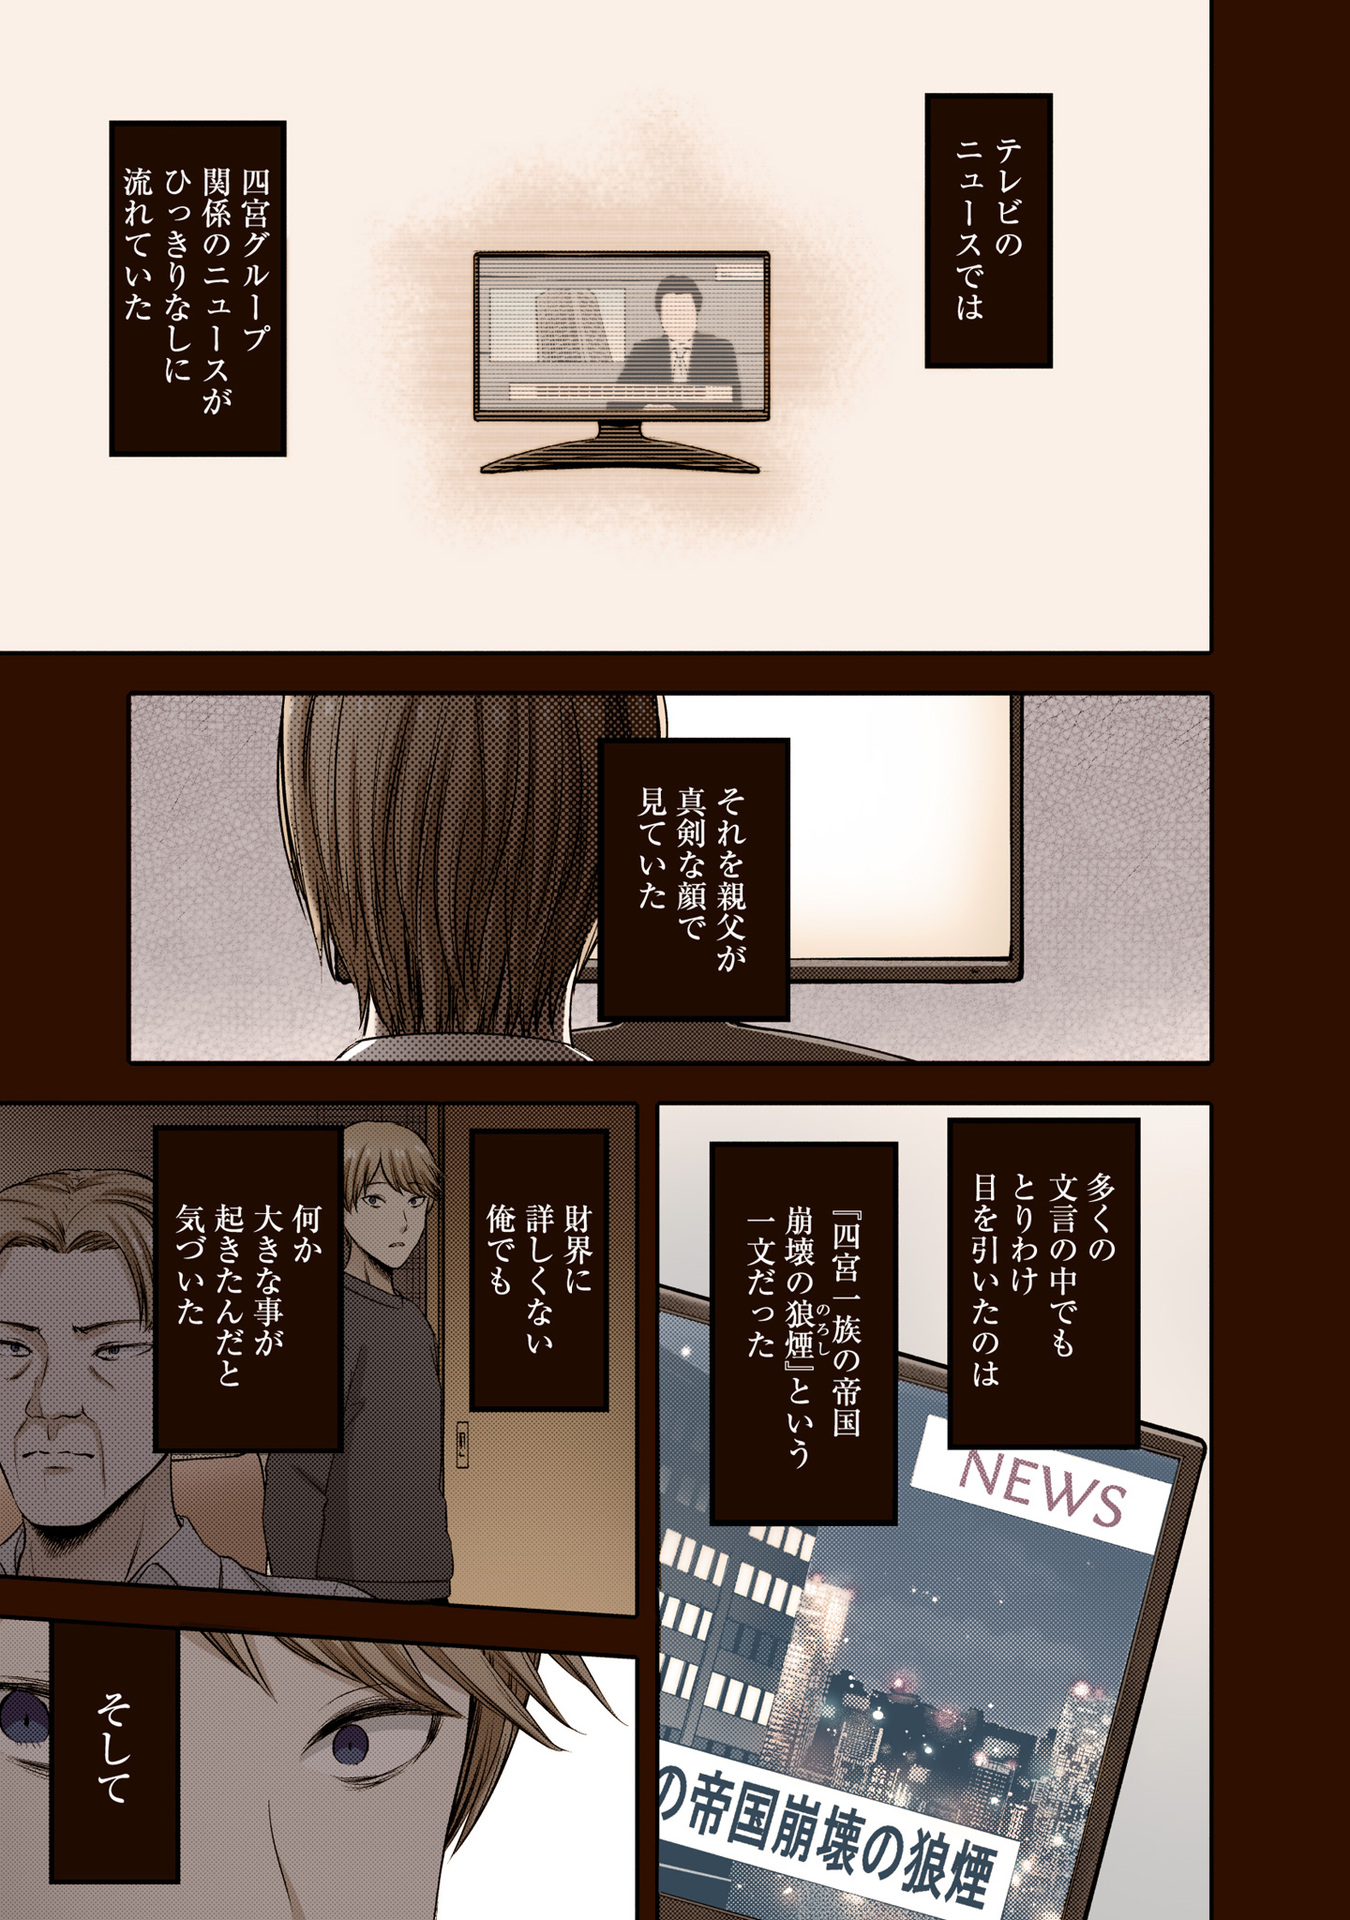 テレビの
ニュースでは
四宮グループ
関係のニュースが
ひっきりなしに
流れていた
それを親父が
真剣な顔で
見ていた
多くの
文言の中でも
とりわけ
目を引いたのは
『四宮一族の帝国
崩壊の狼煙』という
のろし
一文だった
NEWS
の帝国崩壊の狼煙
財界に
詳しくない
俺でも
何か
大きな事が
起きたんだと
気づいた
そして